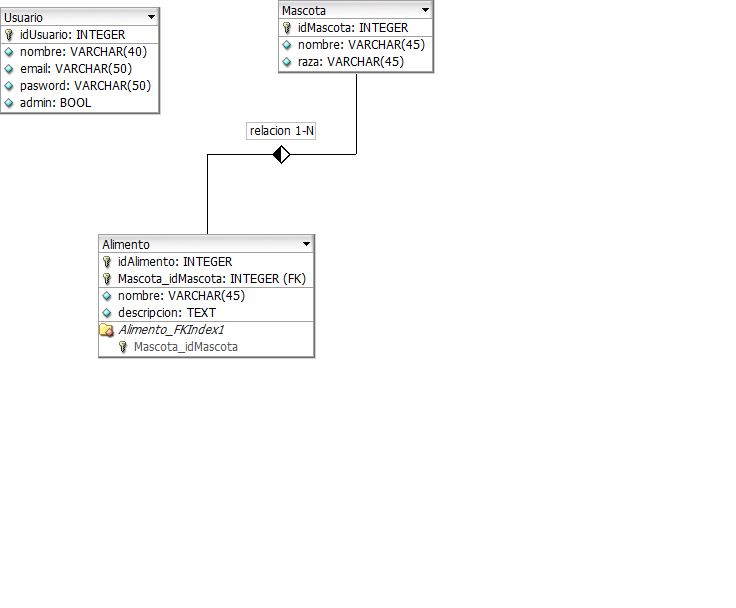 Usuario
idUsuario: INTEGER
nombre: VARCHAR(40)
email: VARCHAR(50)
pasword: VARCHAR(50)
admin: BOOL
Mascota
idMascota: INTEGER
nombre: VARCHAR(45)
raza: VARCHAR(45)
relacion 1-N
Alimento
idAlimento: INTEGER
Mascota_idMascota: INTEGER (FK)
nombre: VARCHAR(45)
descripcion: TEXT
Alimento_FKIndex1
Mascota_idMascota